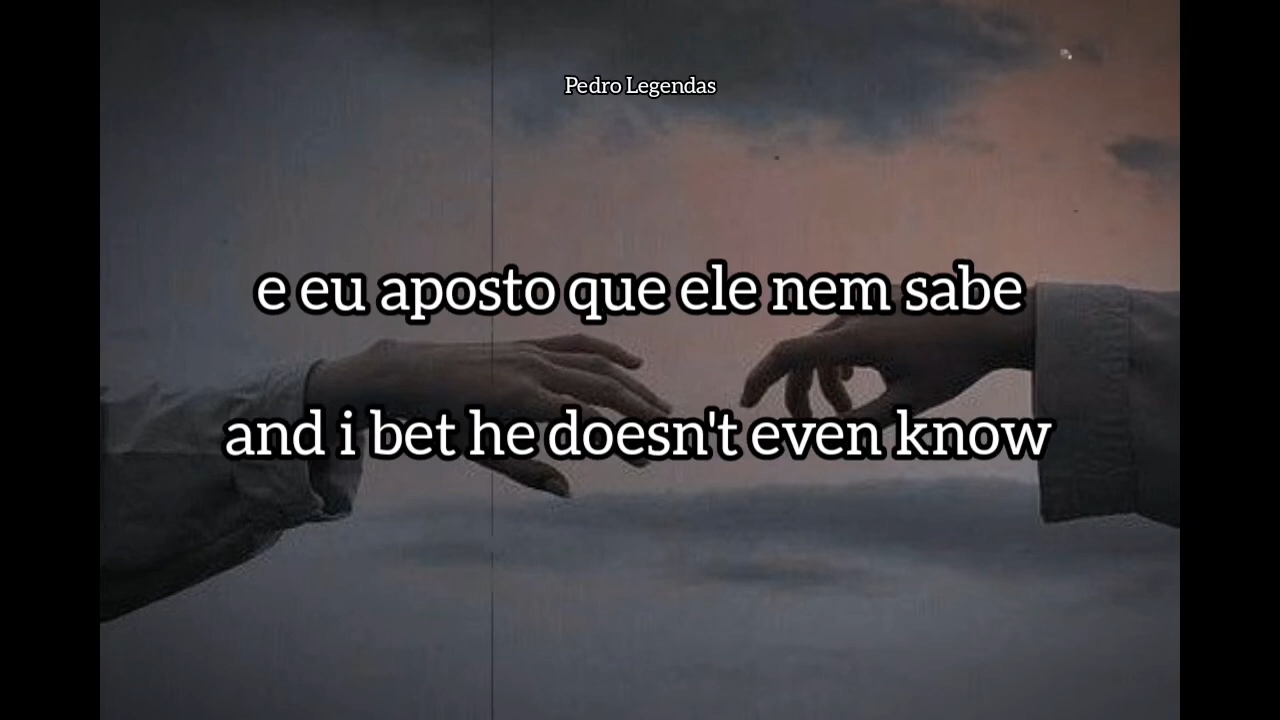 Pedro Legendas
e eu aposto que ele nem sabe
and i bet he doesn't even know